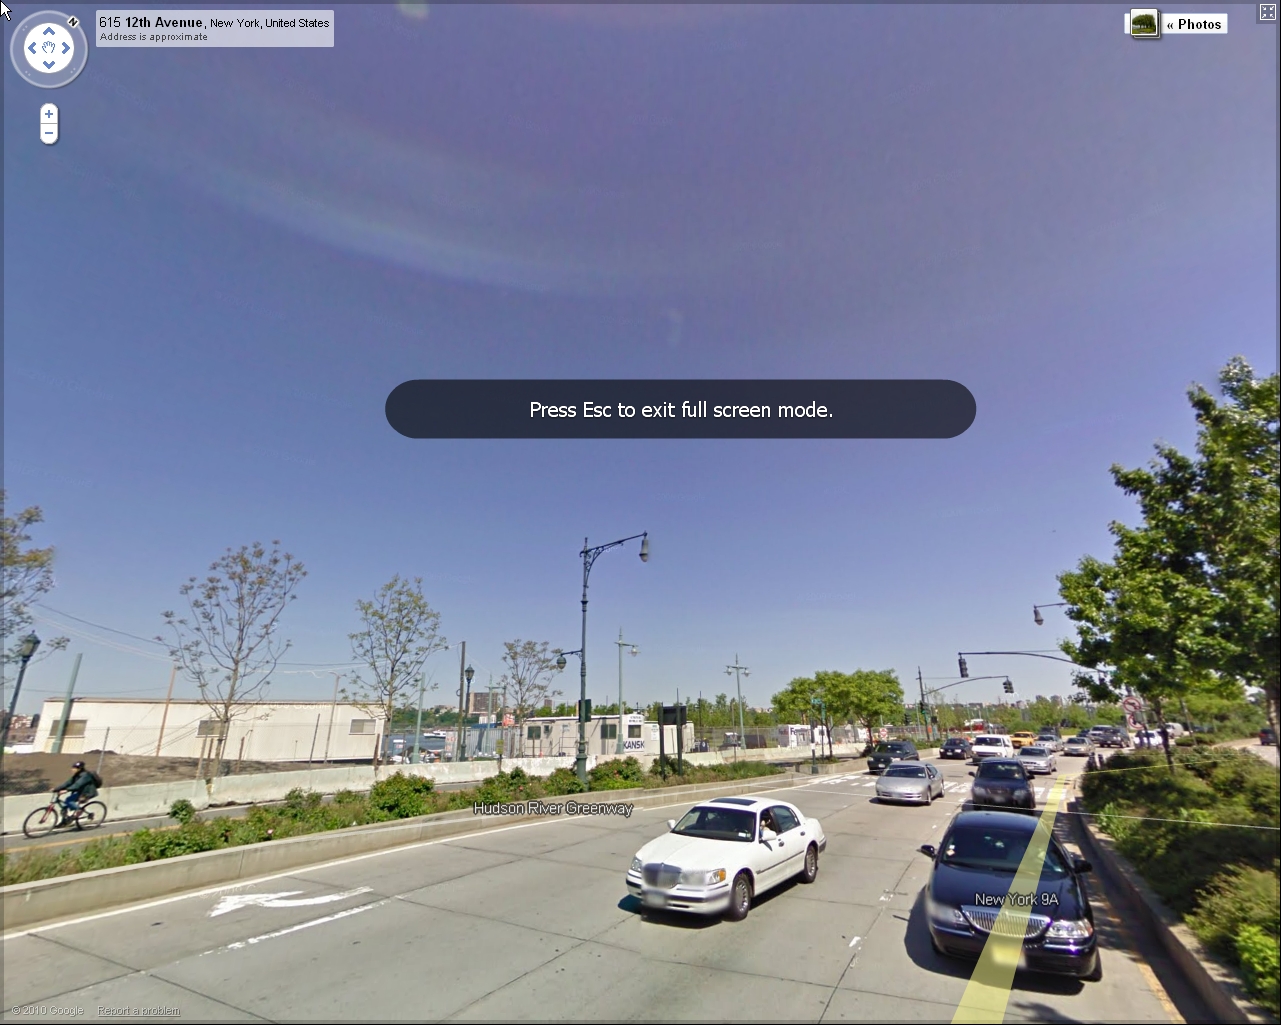 N
615 12th Avenue, New York, United States
Address is approximate
« Photos
Press Esc to exit full screen mode.
KANSK
Hudson River Greenway
New York 9A
© 2010 Google Report a problem